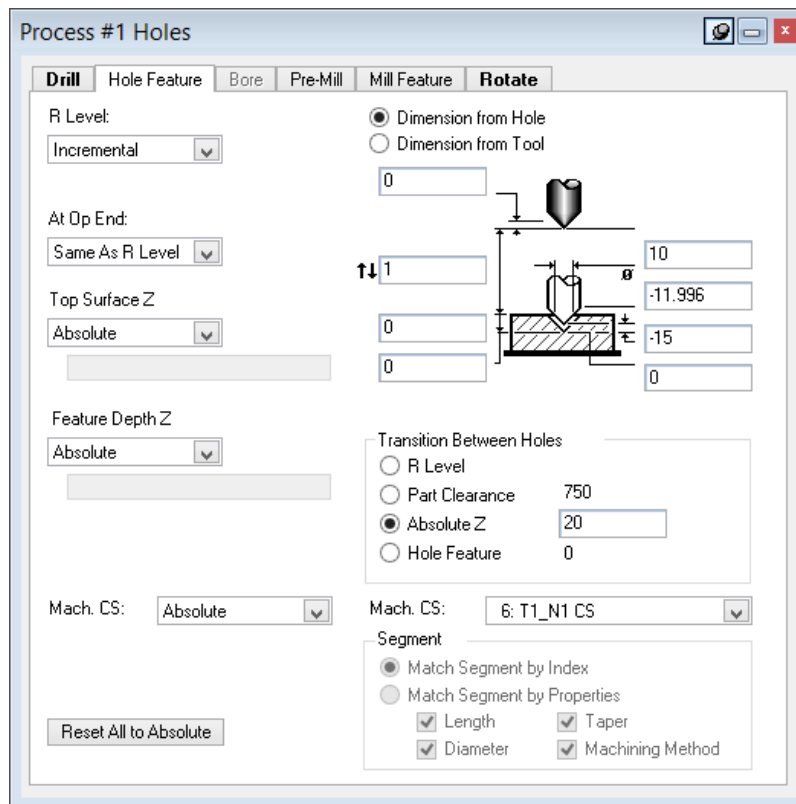 Process #1 Holes
Drill Hole Feature Bore Pre-Mill Mill Feature Rotate
R Level:
Incremental
At Op End:
Same As R Level
Top Surface Z
Absolute
Feature Depth Z
Absolute
Dimension from Hole
Dimension from Tool
0
1
0
0
ø
10
-11.996
-15
0
Transition Between Holes
R Level
Part Clearance 750
Absolute Z 20
Hole Feature 0
Mach. CS: Absolute
Mach. CS: 6: T1_N1 CS
Segment
Match Segment by Index
Match Segment by Properties
Length Taper
Diameter Machining Method
Reset All to Absolute